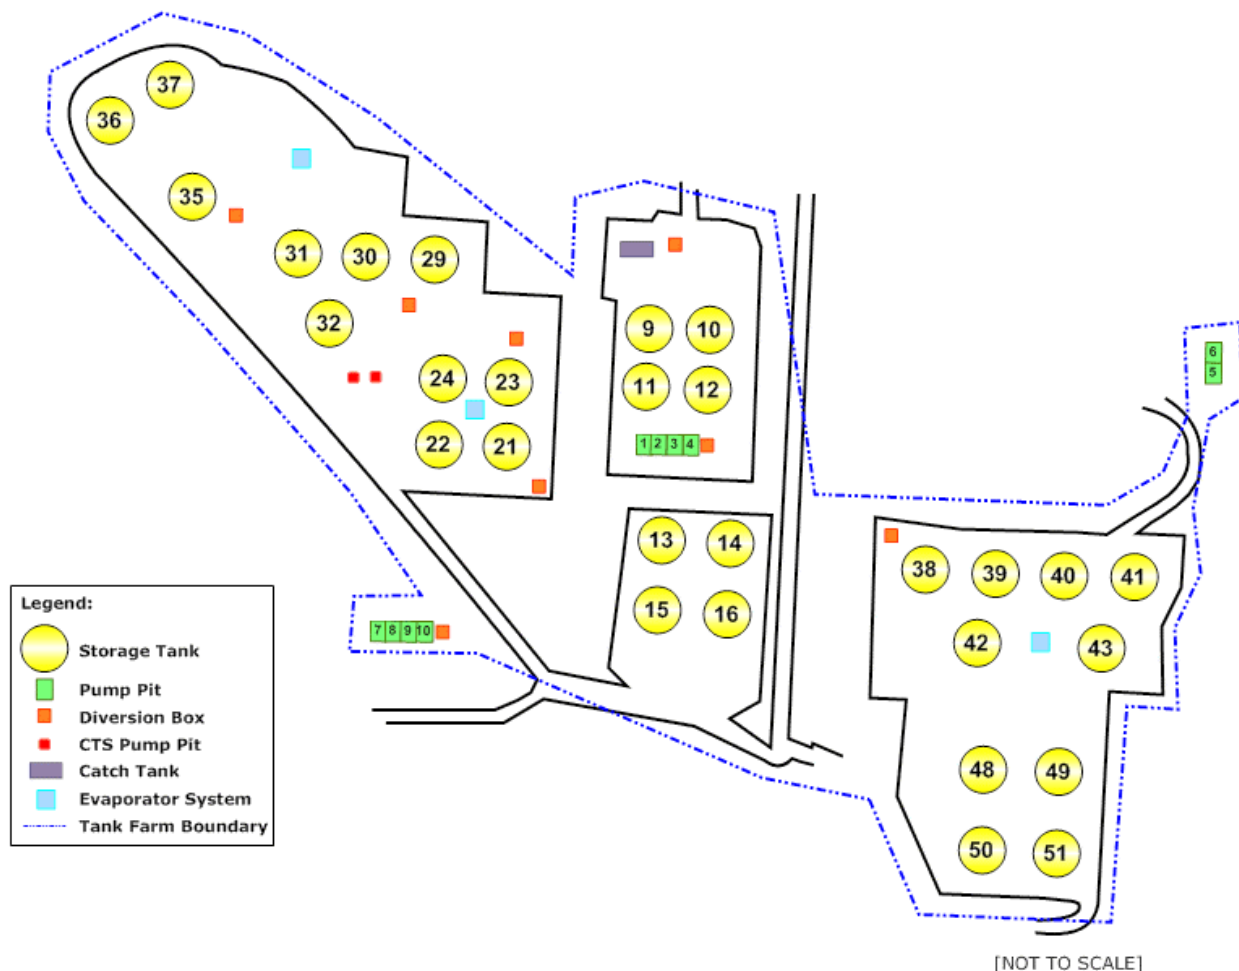 37
36
35
31
30
29
32
24
23
22
21
9
10
11
12
1 2 3 4
6
5
13
14
15
16
38
39
40
41
42
43
7 8 9 10
48
49
50
51
Legend:
Storage Tank
Pump Pit
Diversion Box
CTS Pump Pit
Catch Tank
Evaporator System
Tank Farm Boundary
[NOT TO SCALE]